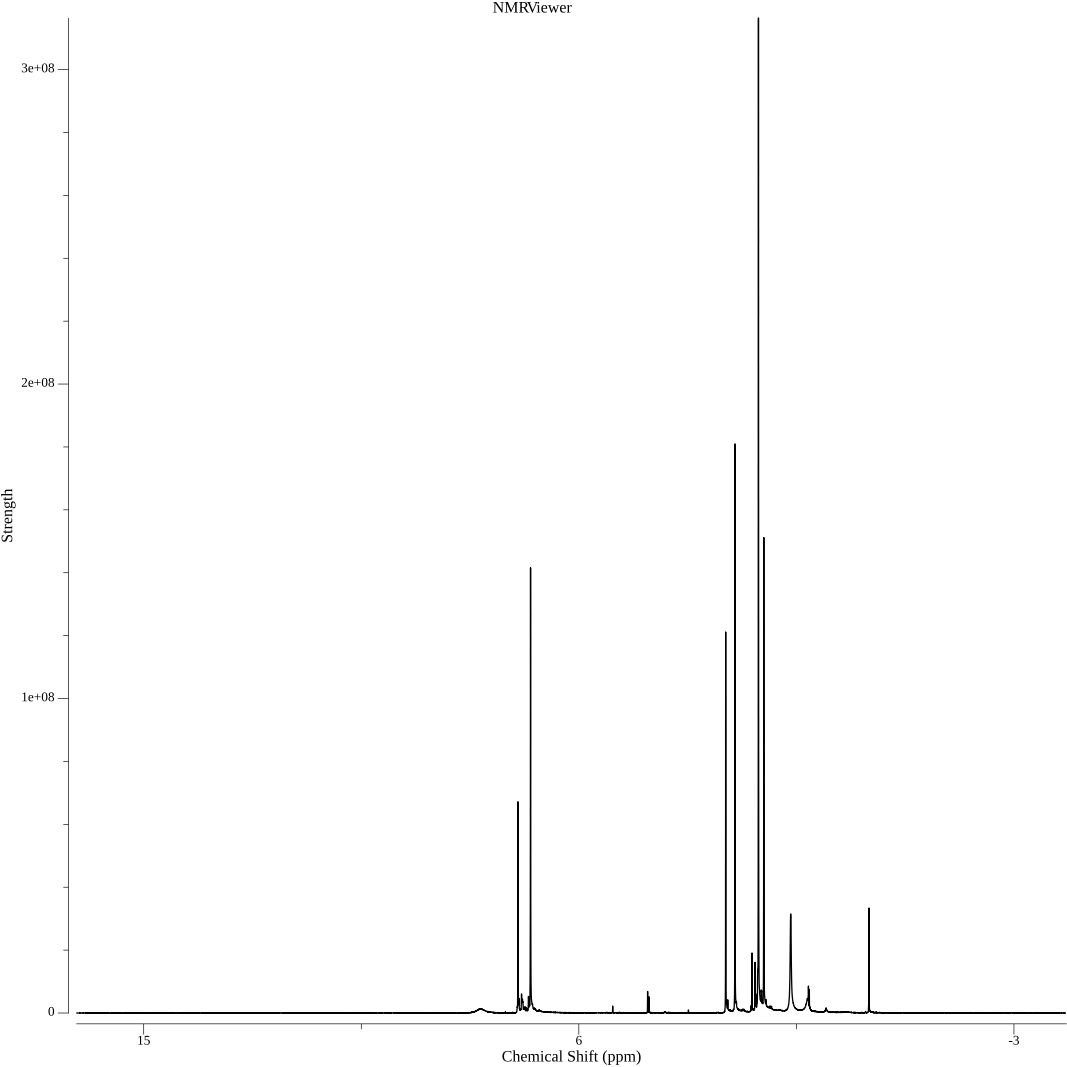 NMRViewer
3e+08
2e+08
Strength
1e+08
0
15
6
-3
Chemical Shift (ppm)